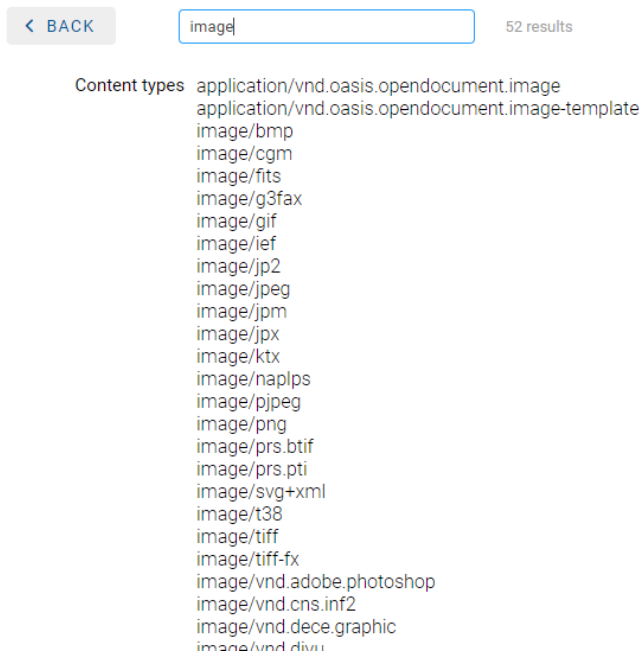 BACK image 52 results
Content types application/vnd.oasis.opendocument.image
application/vnd.oasis.opendocument.image-template
image/bmp
image/cgm
image/fits
image/g3fax
image/gif
image/ief
image/jp2
image/jpeg
image/jpm
image/jpx
image/ktx
image/naplps
image/pjpeg
image/png
image/prs.btif
image/prs.pti
image/svg+xml
image/t38
image/tiff
image/tiff-fx
image/vnd.adobe.photoshop
image/vnd.cns.inf2
image/vnd.dece.graphic
image/vnd.djvu